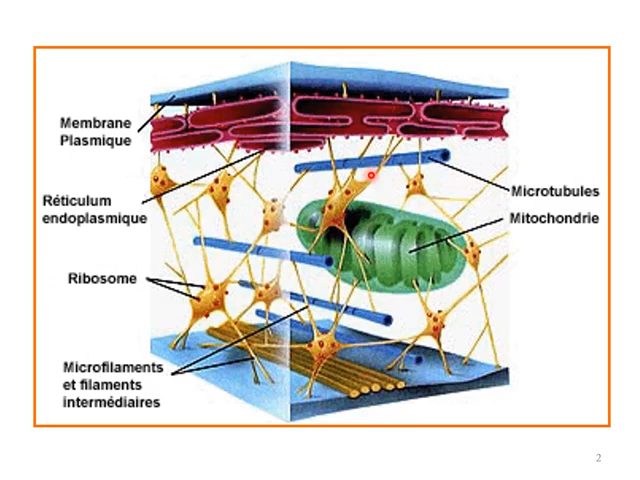 Membrane
Plasmique
Réticulum
endoplasmique
Ribosome
Microfilaments
et filaments
intermédiaires
Microtubules
Mitochondrie
2